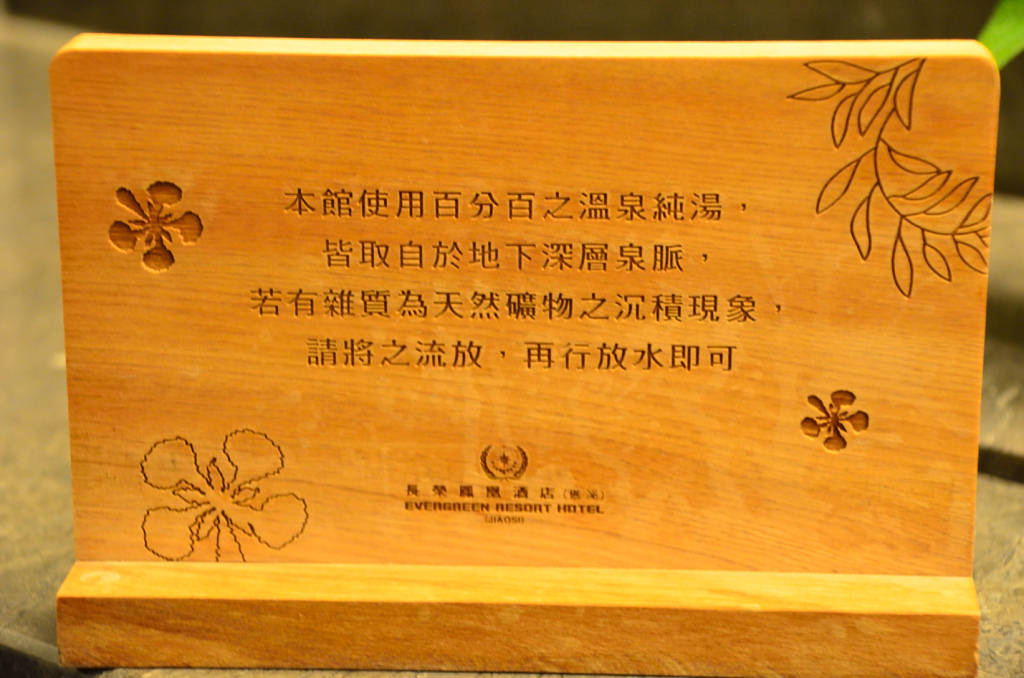 本館使用百分百之溫泉純湯，
皆取自於地下深層泉脈，
若有雜質為天然礦物之沉積現象，
請將之流放，再行放水即可
長榮鳳凰酒店(礁溪)
EVERGREEN RESORT HOTEL
(JIAOSI)